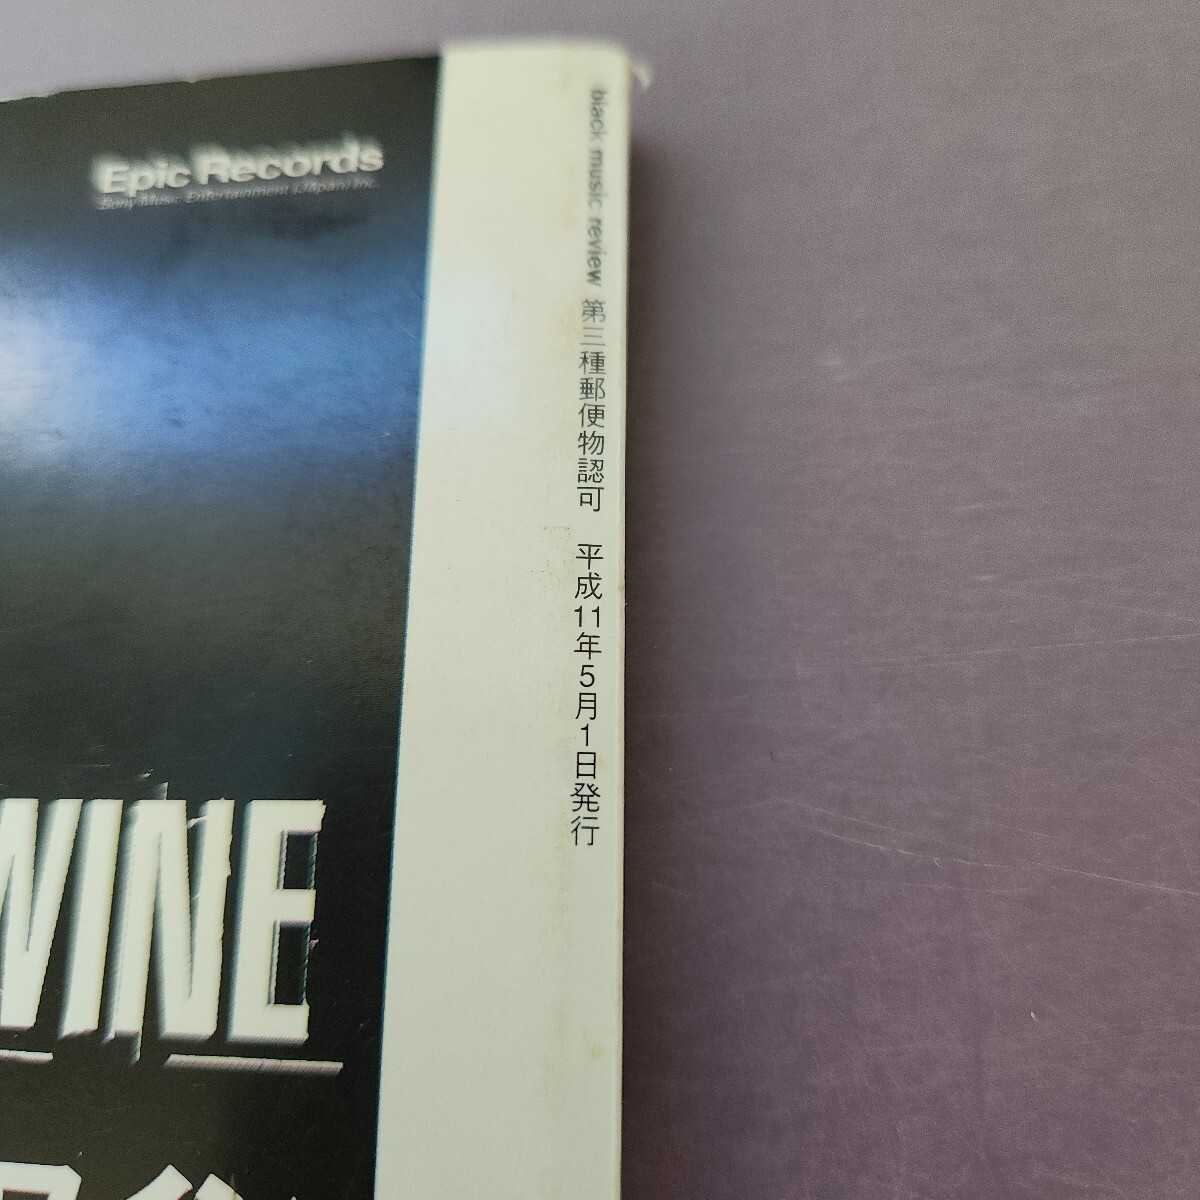 Epic Records
Sony Music Entertainment (Japan) Inc.
black music review 第三種郵便物認可 平成11年5月1日発行
WINE